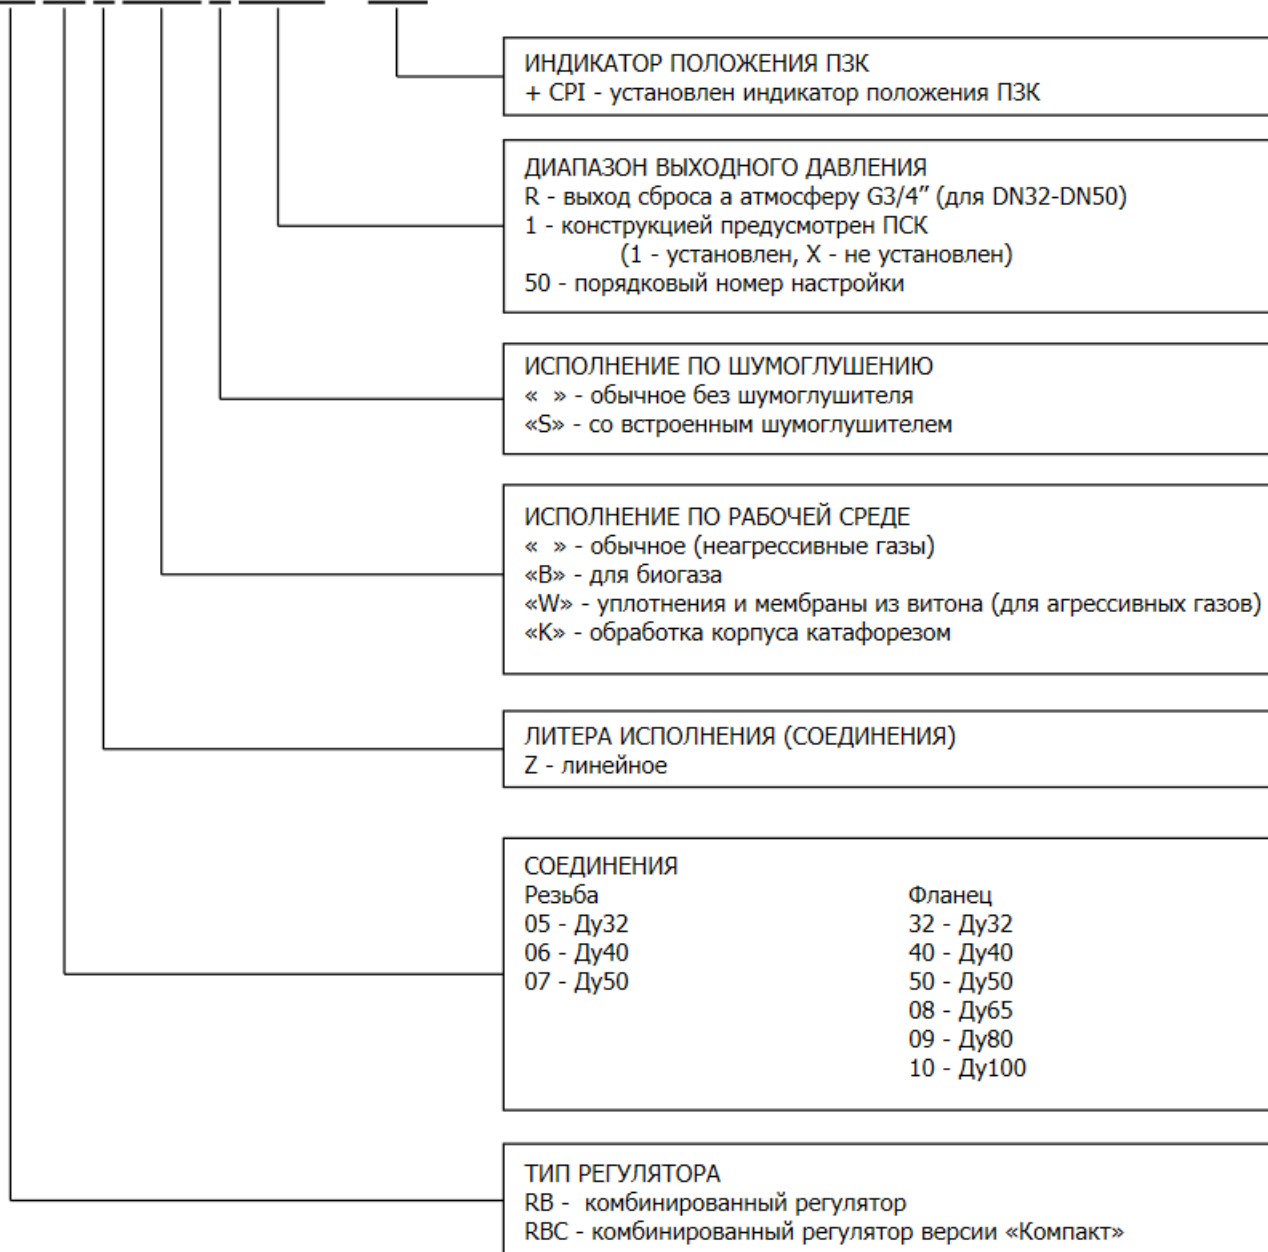 ИНДИКАТОР ПОЛОЖЕНИЯ ПЗК
+ CPI - установлен индикатор положения ПЗК
ДИАПАЗОН ВЫХОДНОГО ДАВЛЕНИЯ
R - выход сброса а атмосферу G3/4” (для DN32-DN50)
1 - конструкцией предусмотрен ПСК
(1 - установлен, X - не установлен)
50 - порядковый номер настройки
ИСПОЛНЕНИЕ ПО ШУМОГЛУШЕНИЮ
«  » - обычное без шумоглушителя
«S» - со встроенным шумоглушителем
ИСПОЛНЕНИЕ ПО РАБОЧЕЙ СРЕДЕ
«  » - обычное (неагрессивные газы)
«B» - для биогаза
«W» - уплотнения и мембраны из витона (для агрессивных газов)
«K» - обработка корпуса катафорезом
ЛИТЕРА ИСПОЛНЕНИЯ (СОЕДИНЕНИЯ)
Z - линейное
СОЕДИНЕНИЯ
Резьба
05 - Ду32
06 - Ду40
07 - Ду50
Фланец
32 - Ду32
40 - Ду40
50 - Ду50
08 - Ду65
09 - Ду80
10 - Ду100
ТИП РЕГУЛЯТОРА
RB - комбинированный регулятор
RBC - комбинированный регулятор версии «Компакт»